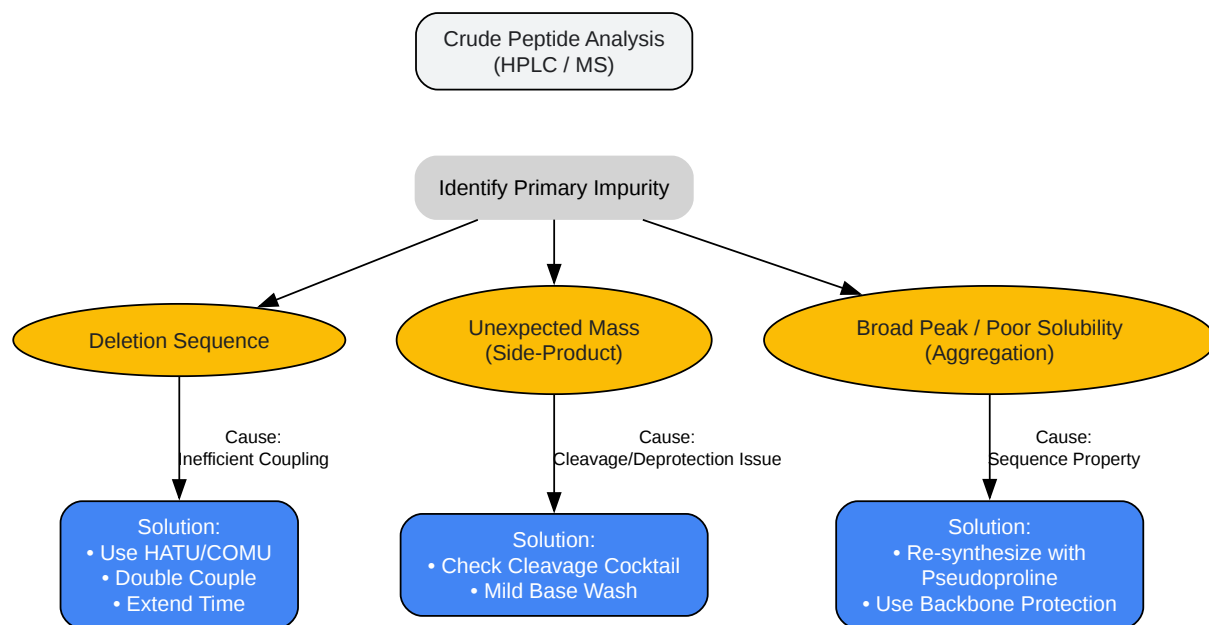 Crude Peptide Analysis
(HPLC / MS)
Identify Primary Impurity
Deletion Sequence
Unexpected Mass
(Side-Product)
Broad Peak / Poor Solubility
(Aggregation)
Cause:
Inefficient Coupling
Cause:
Cleavage/Deprotection Issue
Cause:
Sequence Property
Solution:
• Use HATU/COMU
• Double Couple
• Extend Time
Solution:
• Check Cleavage Cocktail
• Mild Base Wash
Solution:
• Re-synthesize with
Pseudoproline
• Use Backbone Protection